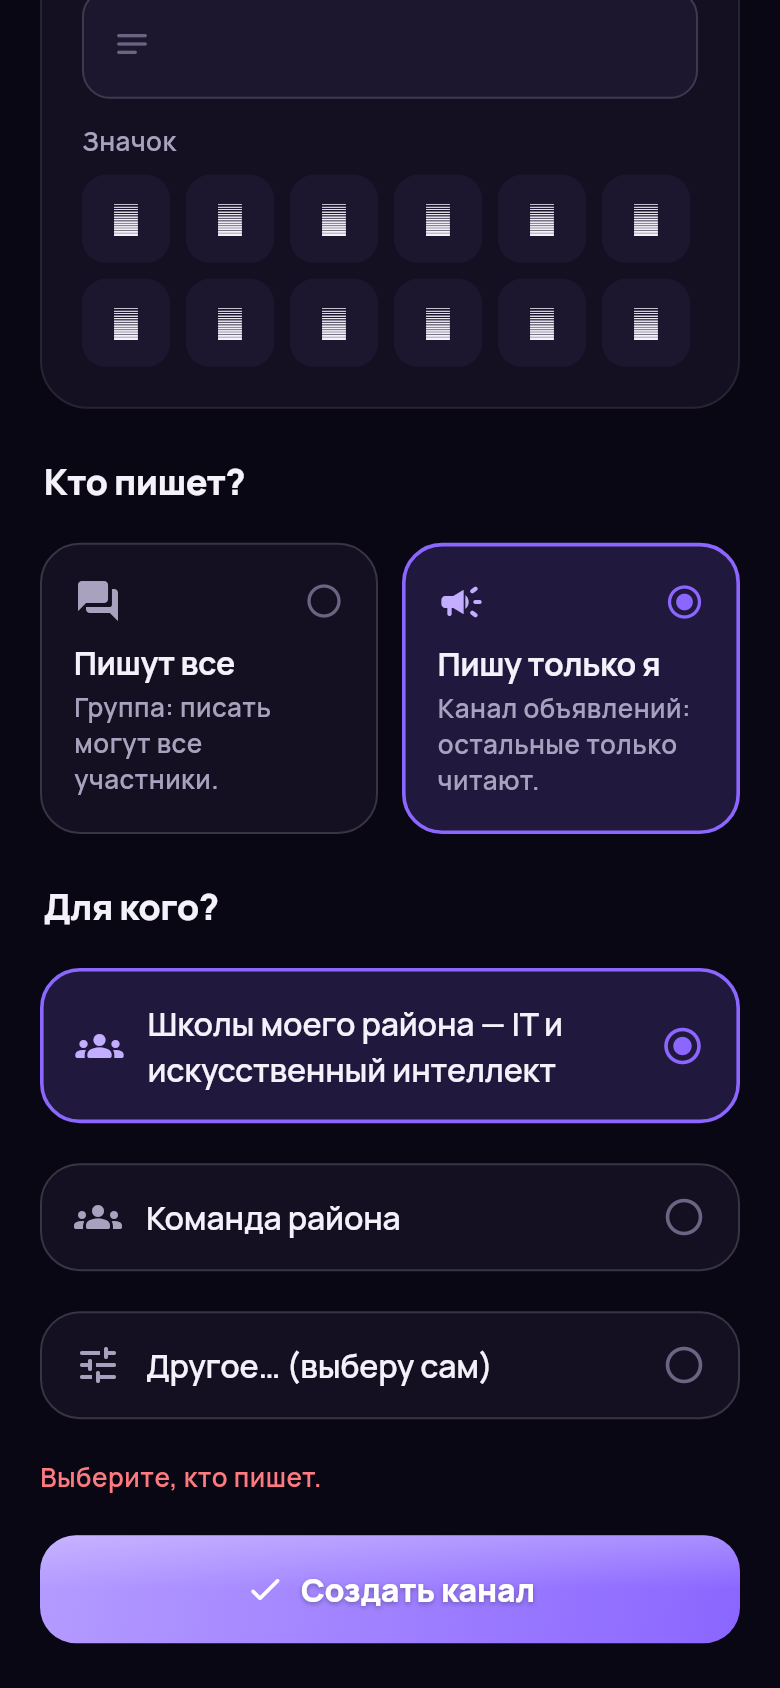 Значок
Кто пишет?
Пишут все
Группа: писать
могут все
участники.
Пишу только я
Канал объявлений:
остальные только
читают.
Для кого?
Школы моего района — IT и
искусственный интеллект
Команда района
Другое… (выберу сам)
Выберите, кто пишет.
Создать канал